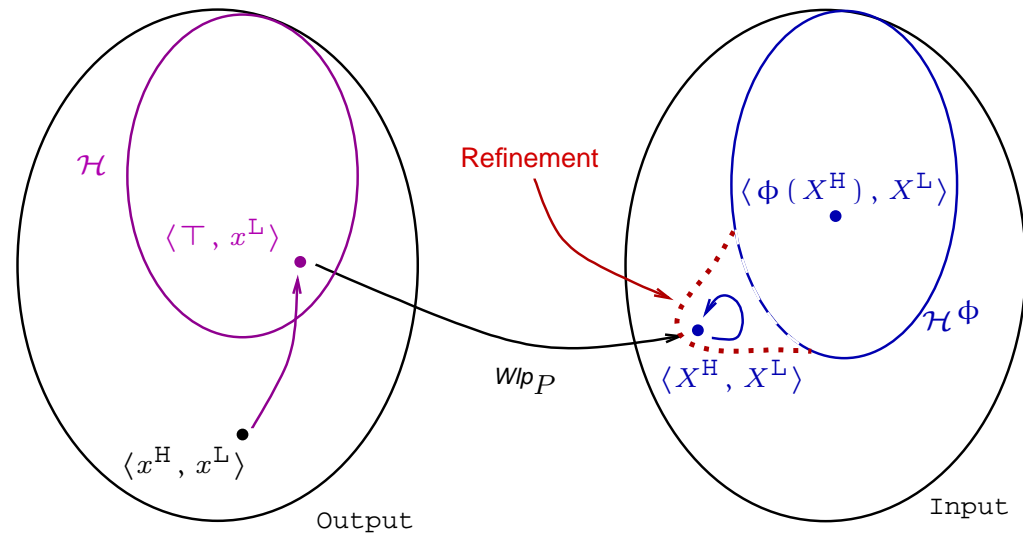 ℋ
Refinement
⟨⊤, x^L⟩
⟨ϕ(X^H), X^L⟩
ℋ^ϕ
Wlp_P
⟨X^H, X^L⟩
⟨x^H, x^L⟩
Output
Input